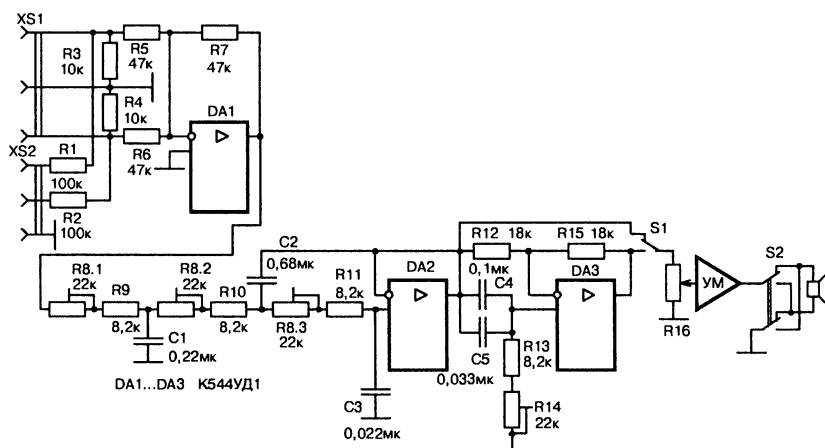 XS1
R3
10к
R5
47к
R7
47к
R4
10к
DA1
R6
47к
XS2
R1
100к
R2
100к
R8.1
22к
R9
8,2к
C1
0,22мк
R8.2
22к
R10
8,2к
C2
0,68мк
R8.3
22к
R11
8,2к
C3
0,022мк
DA2
R12 18к
R15 18к
0,1мк
C4
C5
0,033мк
DA3
R13
8,2к
R14
22к
S1
R16
УМ
S2
DA1...DA3 К544УД1